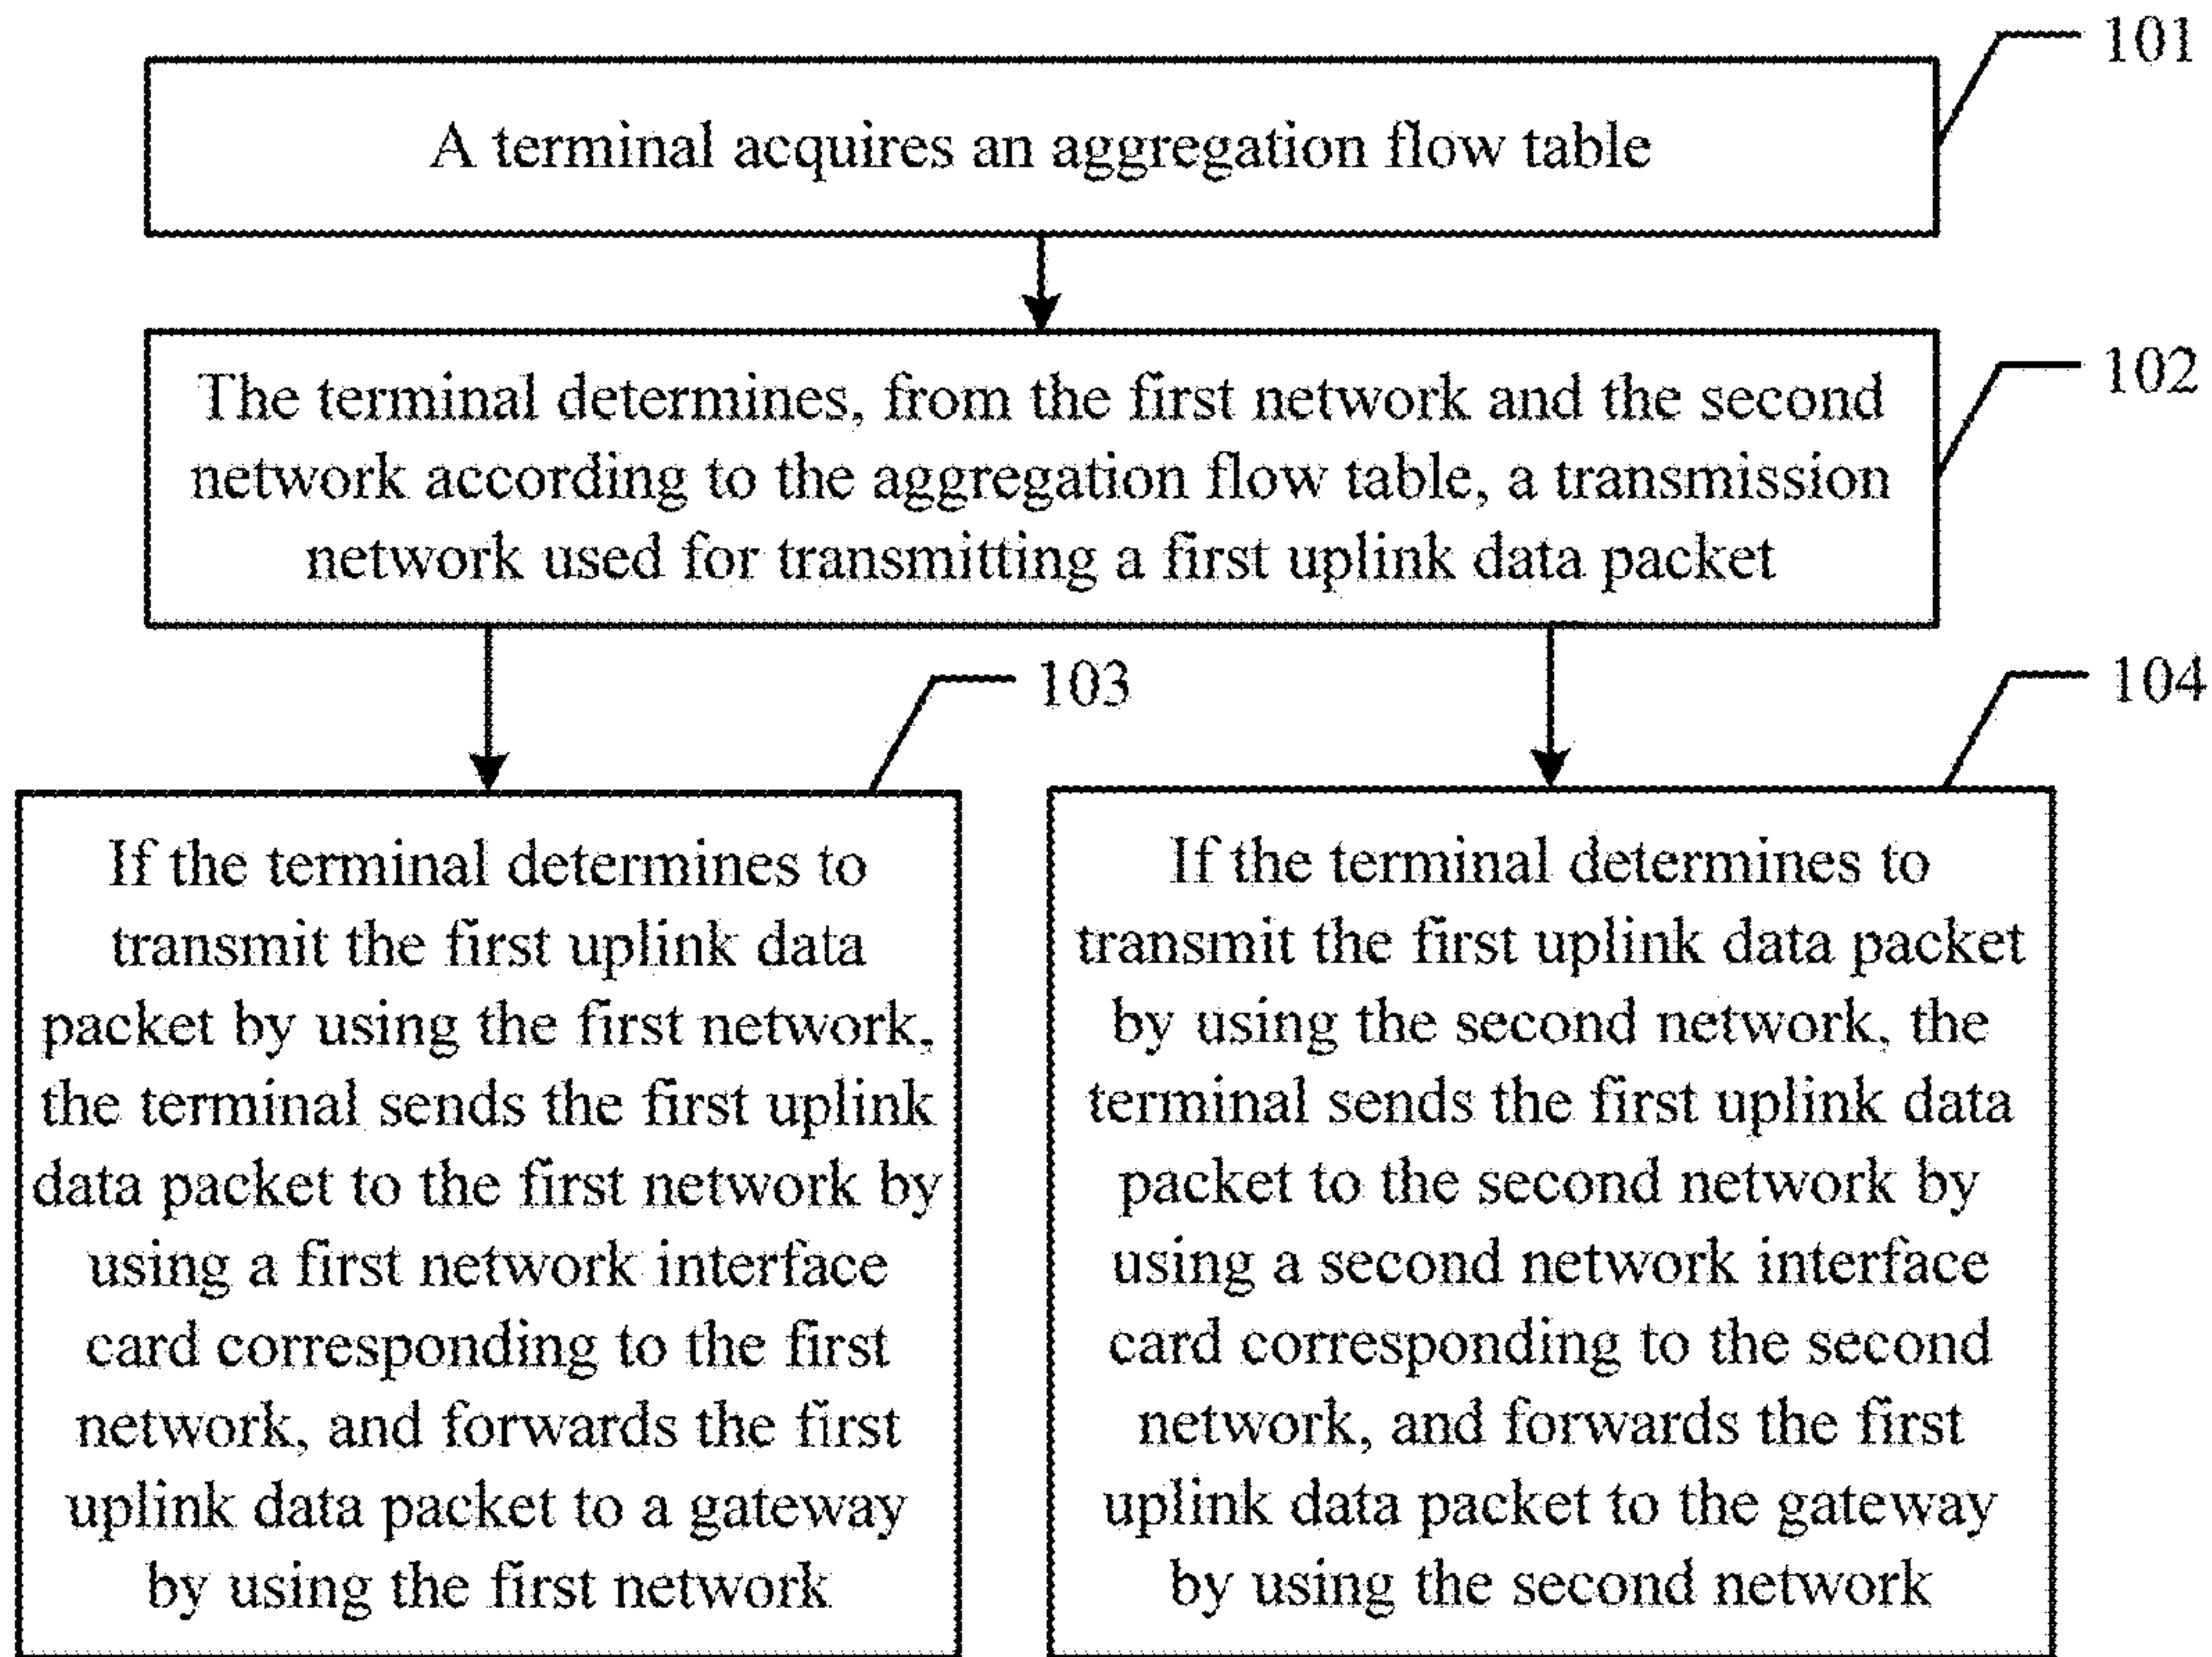 101
A terminal acquires an aggregation flow table
102
The terminal determines, from the first network and the second
network according to the aggregation flow table, a transmission
network used for transmitting a first uplink data packet
103
If the terminal determines to
transmit the first uplink data
packet by using the first network,
the terminal sends the first uplink
data packet to the first network by
using a first network interface
card corresponding to the first
network, and forwards the first
uplink data packet to a gateway
by using the first network
104
If the terminal determines to
transmit the first uplink data packet
by using the second network, the
terminal sends the first uplink data
packet to the second network by
using a second network interface
card corresponding to the second
network, and forwards the first
uplink data packet to the gateway
by using the second network